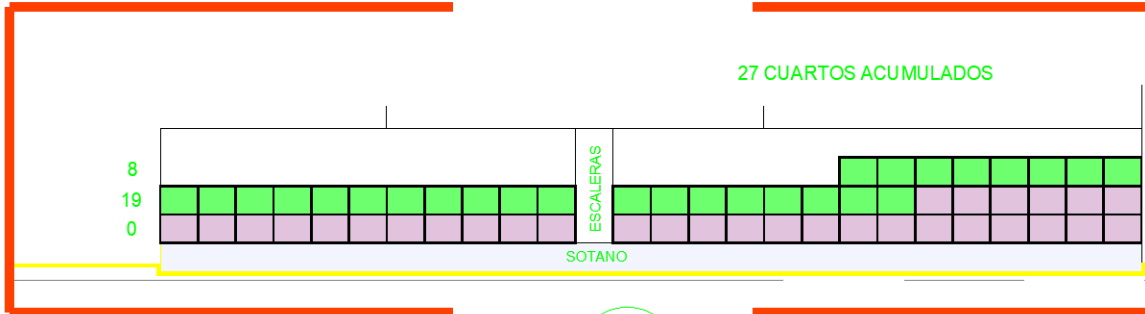 27 CUARTOS ACUMULADOS
8
19
0
ESCALERAS
SOTANO